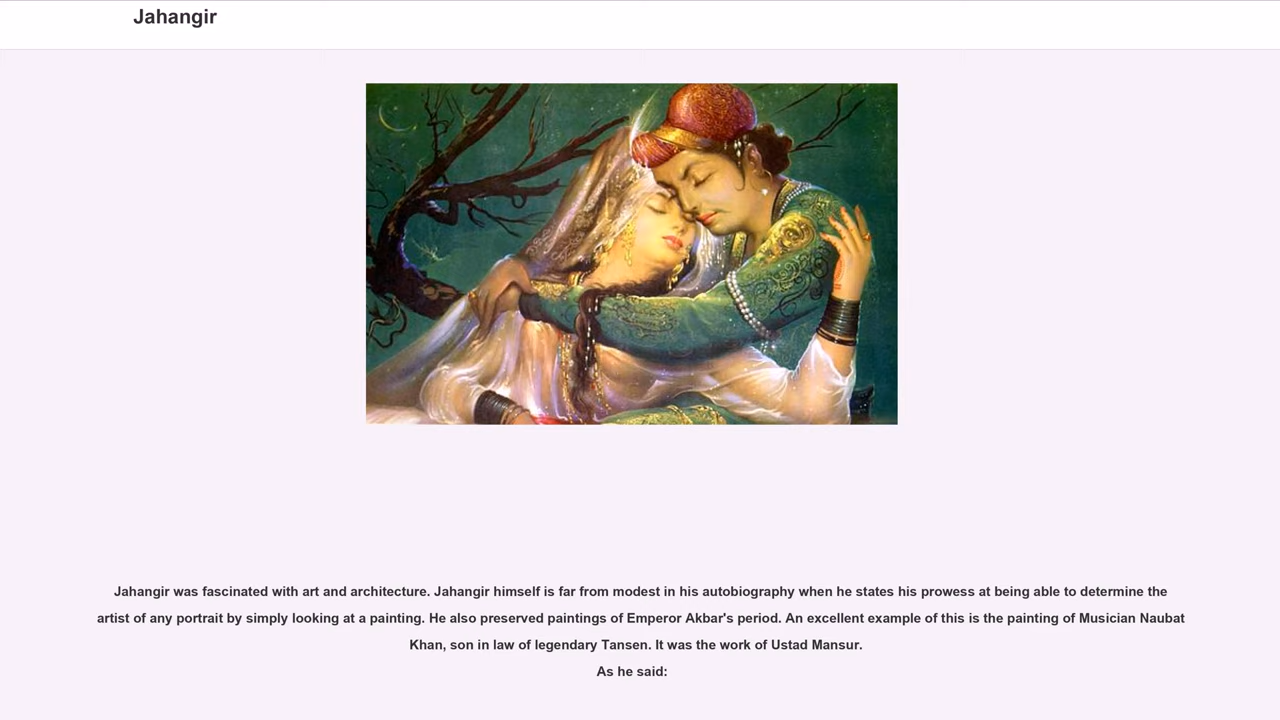 Jahangir
Jahangir was fascinated with art and architecture. Jahangir himself is far from modest in his autobiography when he states his prowess at being able to determine the
artist of any portrait by simply looking at a painting. He also preserved paintings of Emperor Akbar's period. An excellent example of this is the painting of Musician Naubat
Khan, son in law of legendary Tansen. It was the work of Ustad Mansur.
As he said: